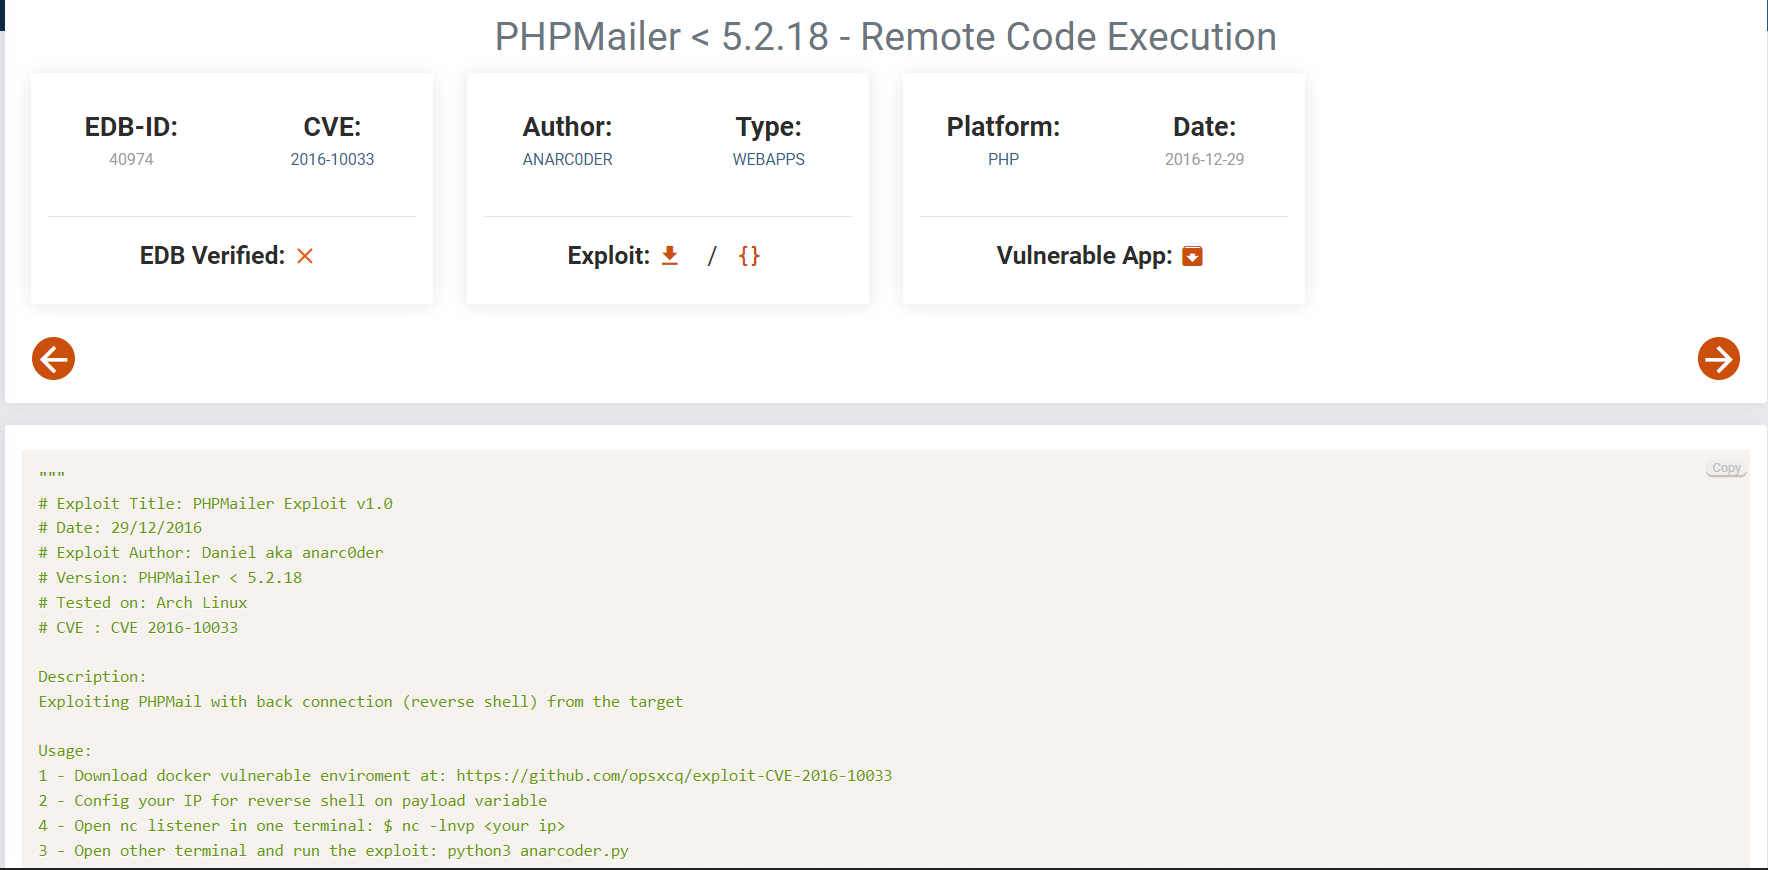 PHPMailer < 5.2.18 - Remote Code Execution
EDB-ID:
40974
CVE:
2016-10033
EDB Verified:
Author:
ANARC0DER
Type:
WEBAPPS
Exploit: / {}
Platform:
PHP
Date:
2016-12-29
Vulnerable App:
Copy
"""
# Exploit Title: PHPMailer Exploit v1.0
# Date: 29/12/2016
# Exploit Author: Daniel aka anarc0der
# Version: PHPMailer < 5.2.18
# Tested on: Arch Linux
# CVE : CVE 2016-10033
Description:
Exploiting PHPMail with back connection (reverse shell) from the target
Usage:
1 - Download docker vulnerable enviroment at: https://github.com/opsxcq/exploit-CVE-2016-10033
2 - Config your IP for reverse shell on payload variable
4 - Open nc listener in one terminal: $ nc -lnvp <your ip>
3 - Open other terminal and run the exploit: python3 anarcoder.py